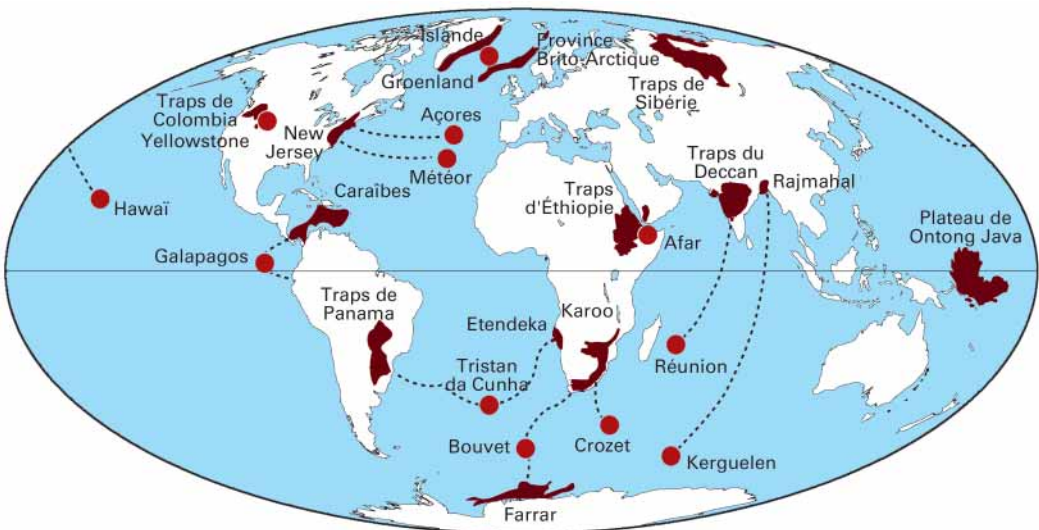 Islande
Province
Brito-Arctique
Groenland
Traps de
Sibérie
Traps de
Colombia
Yellowstone
New
Jersey
Açores
Météor
Traps du
Deccan
Rajmahal
Hawaï
Caraïbes
Traps
d'Éthiopie
Afar
Plateau de
Ontong Java
Galapagos
Traps de
Panama
Etendeka
Karoo
Tristan
da Cunha
Réunion
Bouvet
Crozet
Kerguelen
Farrar